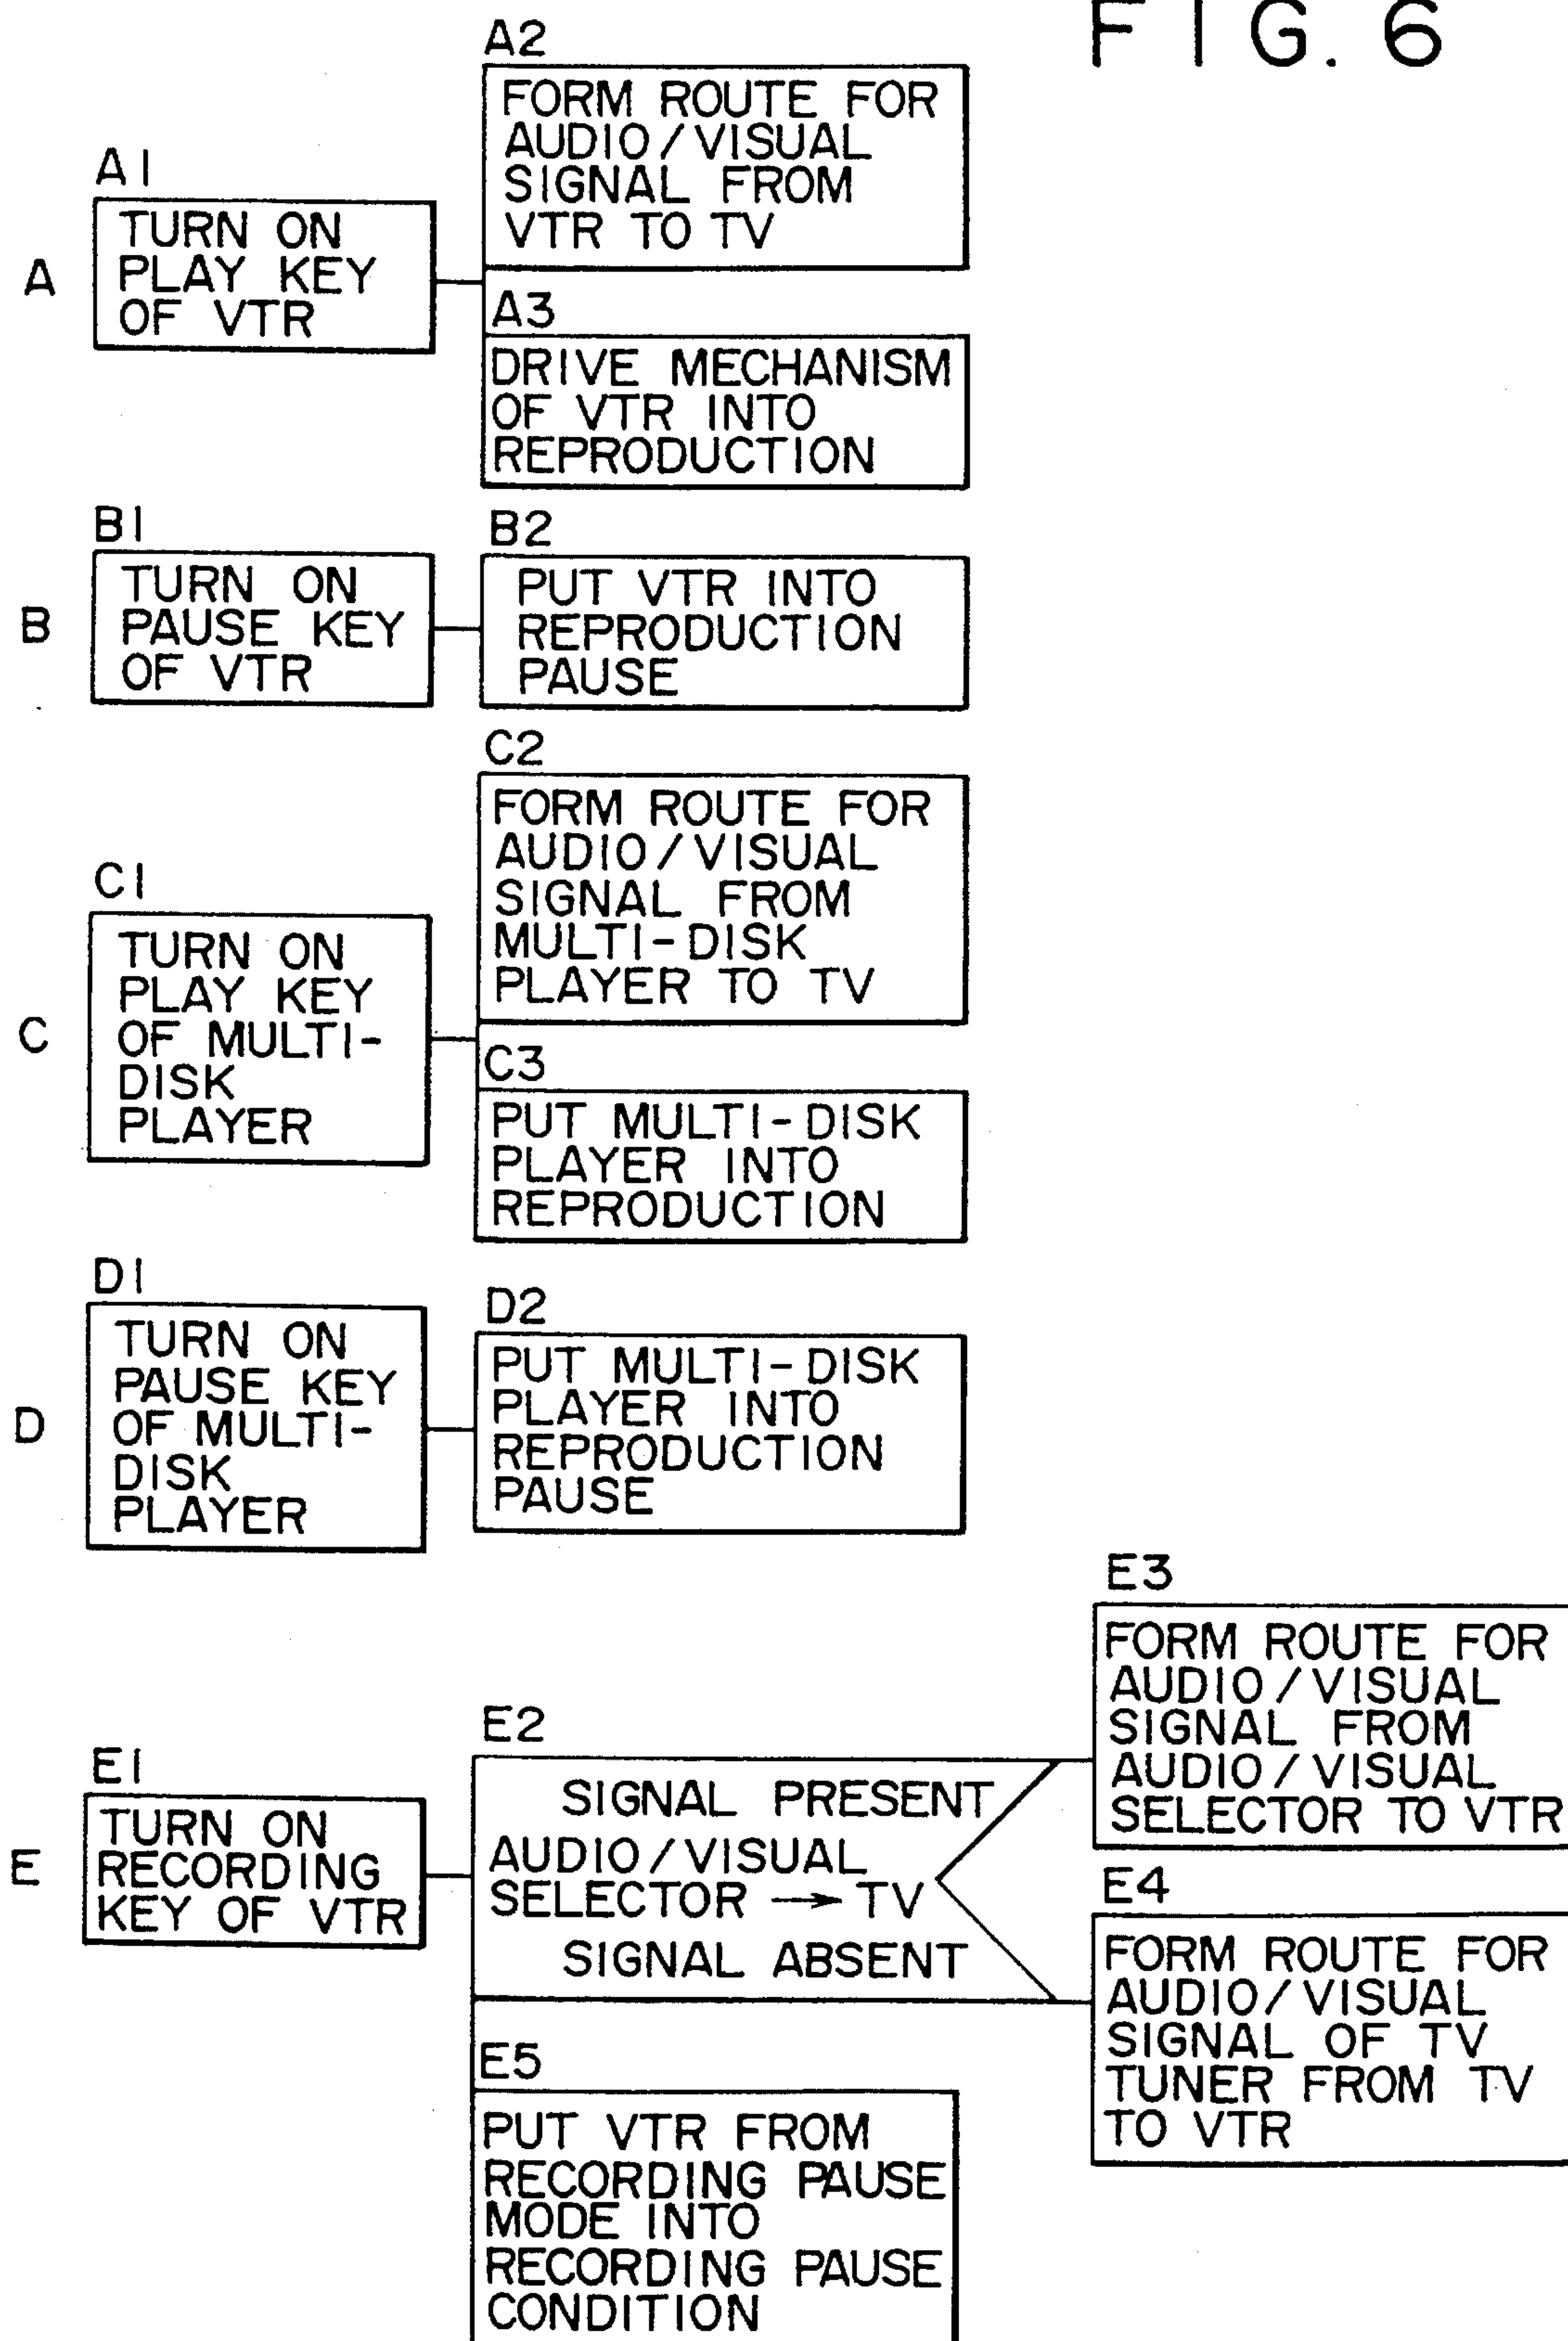 FIG. 6
A2
FORM ROUTE FOR
AUDIO/VISUAL
SIGNAL FROM
VTR TO TV
A1
TURN ON
PLAY KEY
OF VTR
A
A3
DRIVE MECHANISM
OF VTR INTO
REPRODUCTION
B1
TURN ON
PAUSE KEY
OF VTR
B
B2
PUT VTR INTO
REPRODUCTION
PAUSE
C2
FORM ROUTE FOR
AUDIO/VISUAL
SIGNAL FROM
MULTI-DISK
PLAYER TO TV
C1
TURN ON
PLAY KEY
OF MULTI-
DISK
PLAYER
C
C3
PUT MULTI-DISK
PLAYER INTO
REPRODUCTION
D1
TURN ON
PAUSE KEY
OF MULTI-
DISK
PLAYER
D
D2
PUT MULTI-DISK
PLAYER INTO
REPRODUCTION
PAUSE
E3
FORM ROUTE FOR
AUDIO/VISUAL
SIGNAL FROM
AUDIO/VISUAL
SELECTOR TO VTR
E2
SIGNAL PRESENT
AUDIO/VISUAL
SELECTOR → TV
SIGNAL ABSENT
E1
TURN ON
RECORDING
KEY OF VTR
E
E4
FORM ROUTE FOR
AUDIO/VISUAL
SIGNAL OF TV
TUNER FROM TV
TO VTR
E5
PUT VTR FROM
RECORDING PAUSE
MODE INTO
RECORDING PAUSE
CONDITION